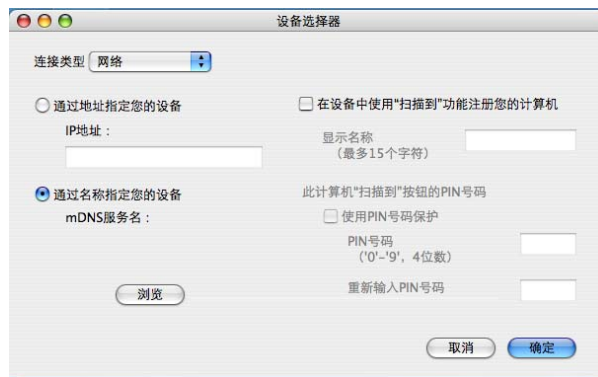 设备选择器
连接类型 网络
通过地址指定您的设备
IP地址：
通过名称指定您的设备
mDNS服务名：
浏览
在设备中使用“扫描到”功能注册您的计算机
显示名称
（最多15个字符）
此计算机“扫描到”按钮的PIN号码
使用PIN号码保护
PIN号码
（'0'-'9'，4位数）
重新输入PIN号码
取消 确定